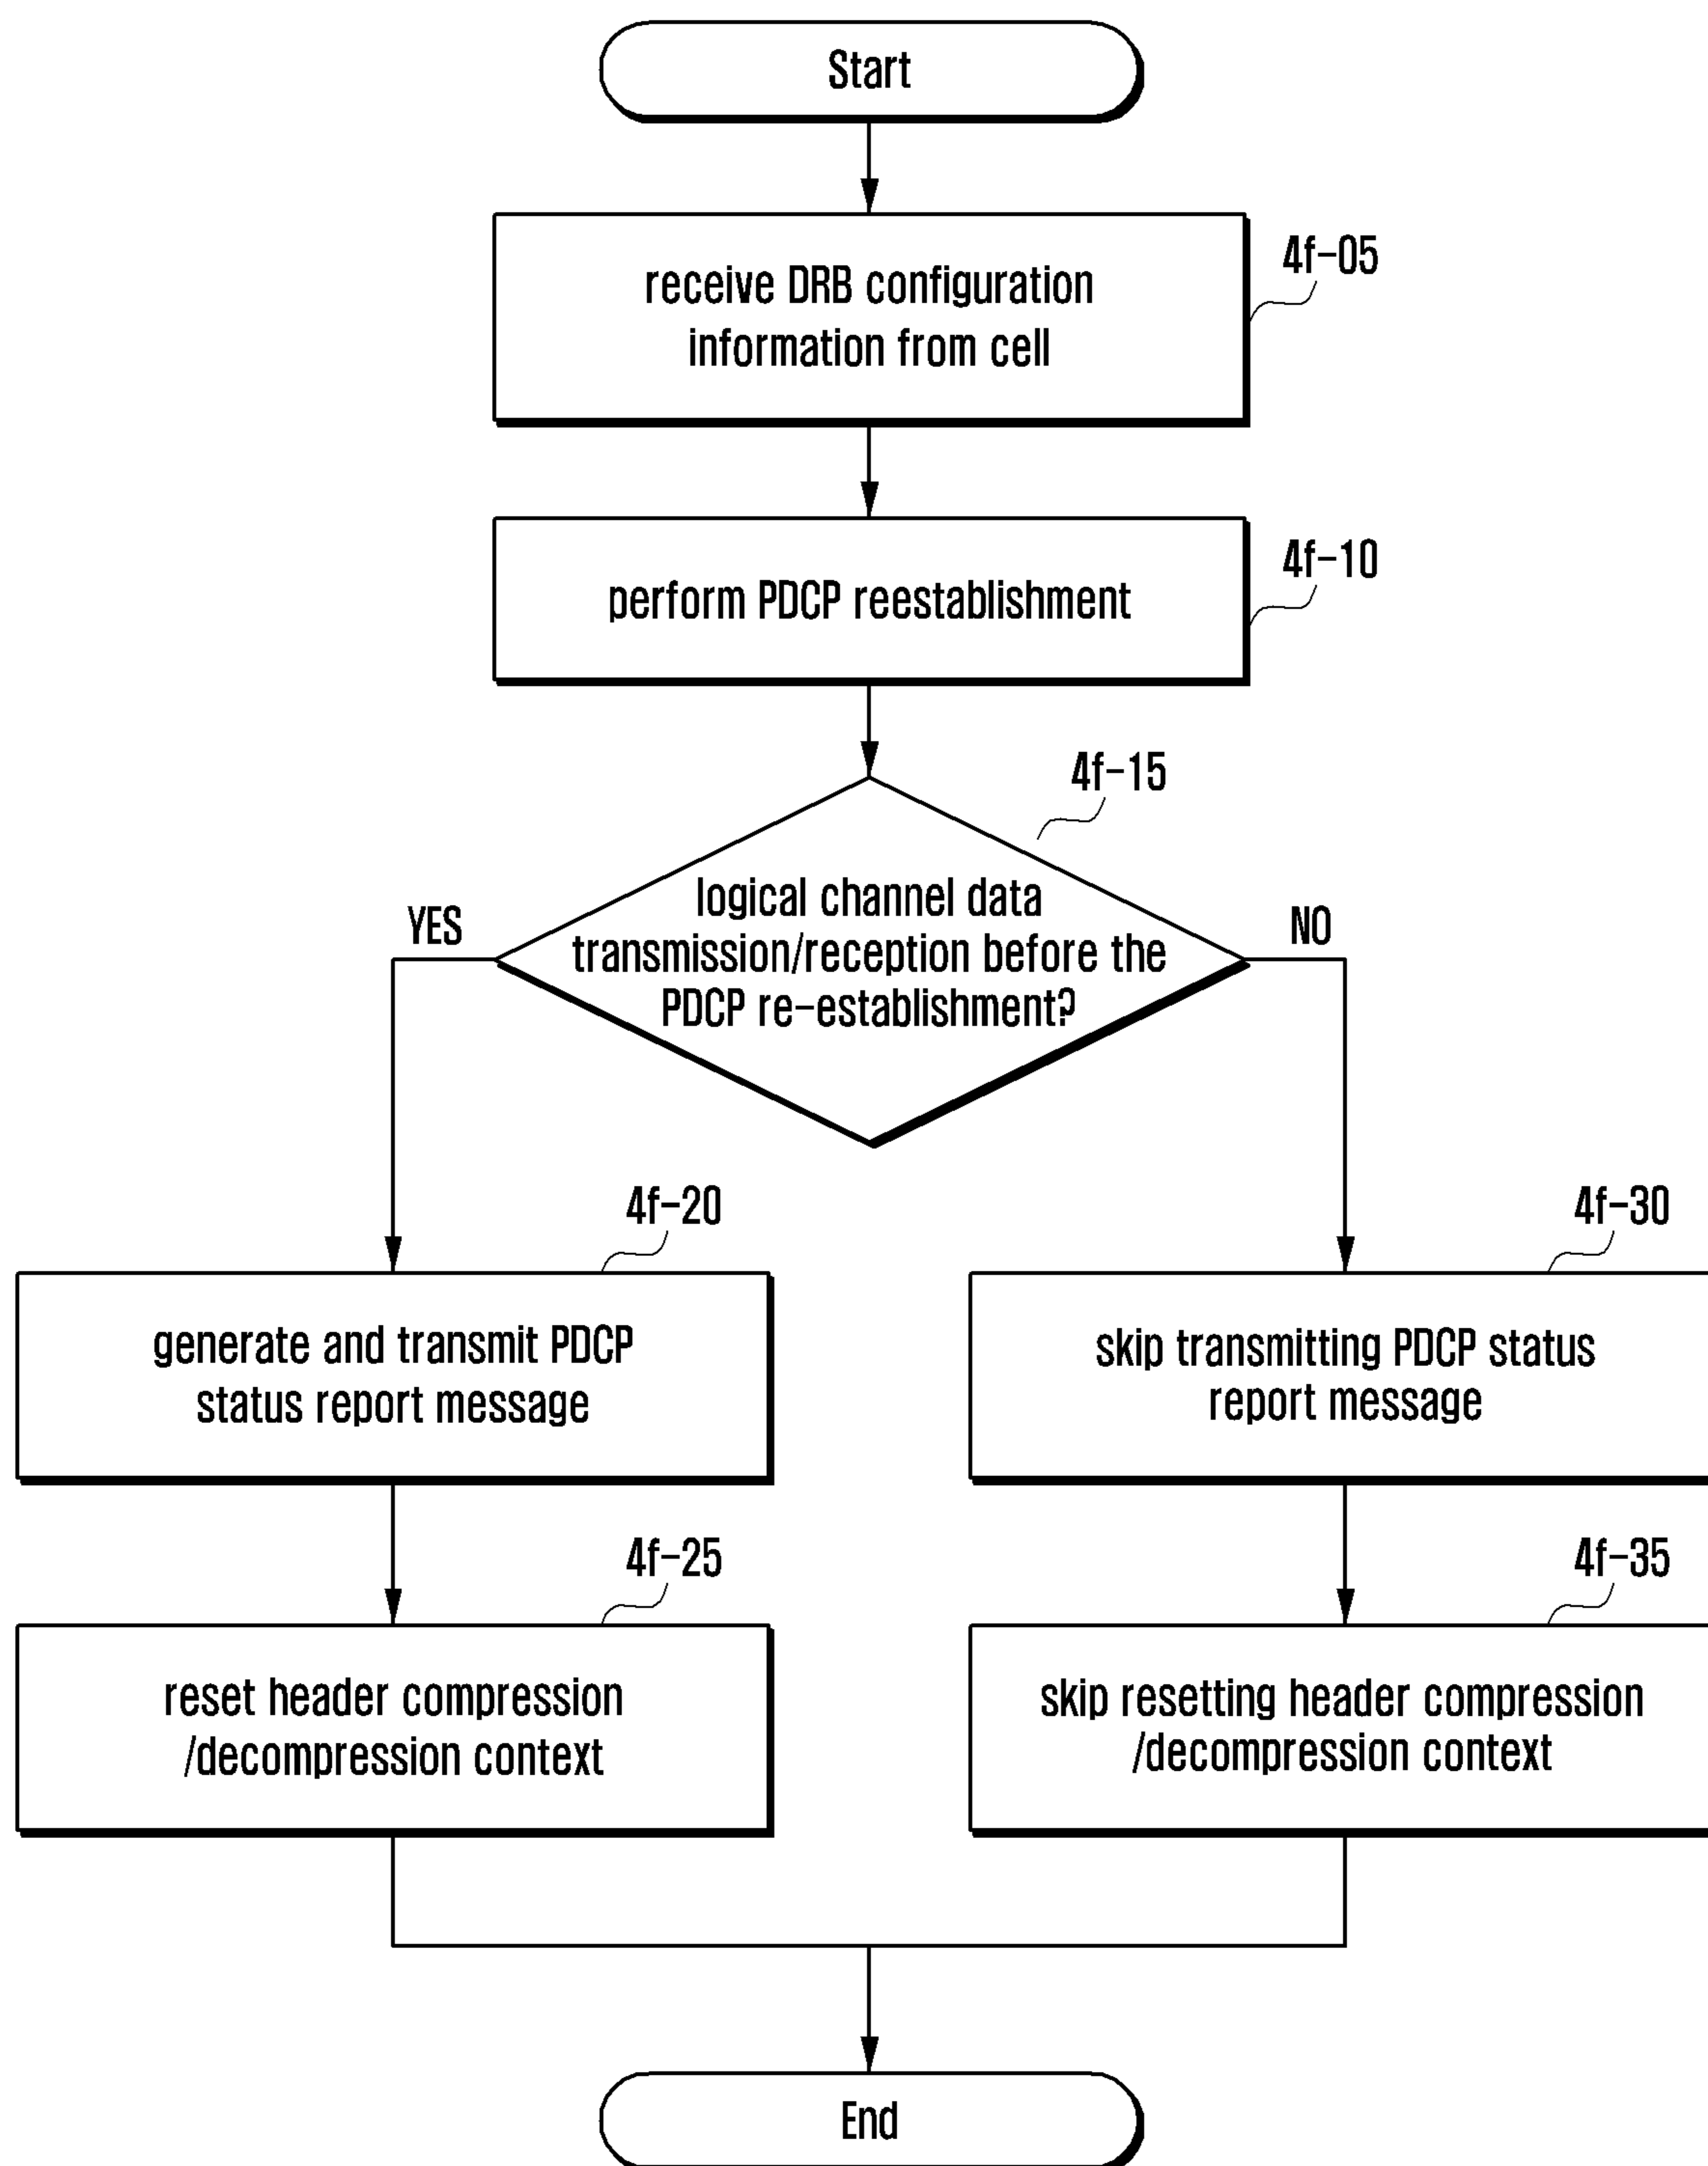 Start
4f-05
receive DRB configuration
information from cell
4f-10
perform PDCP reestablishment
4f-15
logical channel data
transmission/reception before the
PDCP re-establishment?
YES
NO
4f-20
4f-30
generate and transmit PDCP
status report message
skip transmitting PDCP status
report message
4f-25
4f-35
reset header compression
/decompression context
skip resetting header compression
/decompression context
End